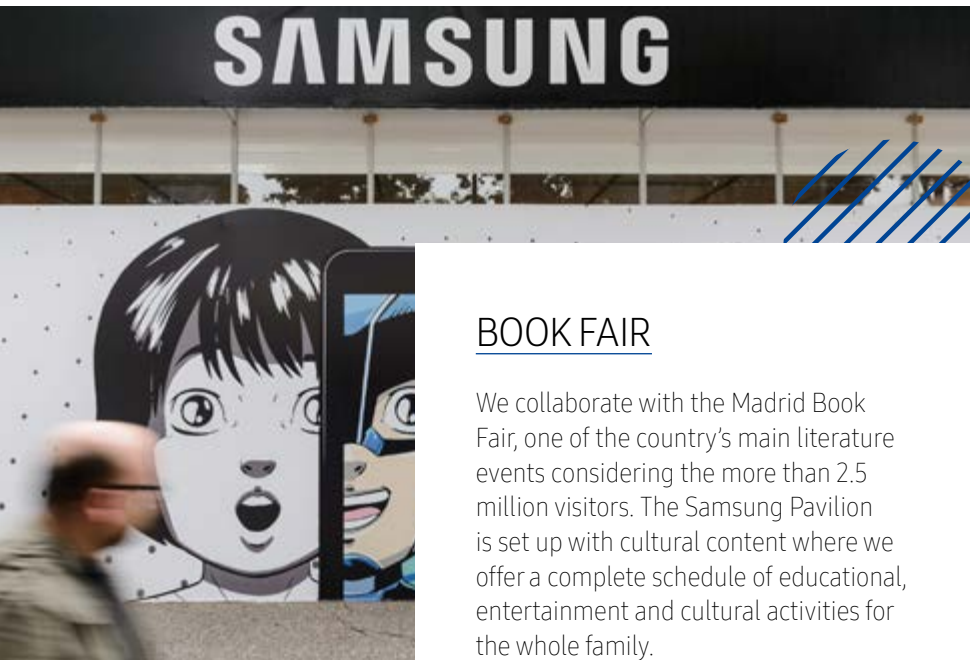 SAMSUNG
BOOK FAIR
We collaborate with the Madrid Book
Fair, one of the country's main literature
events considering the more than 2.5
million visitors. The Samsung Pavilion
is set up with cultural content where we
offer a complete schedule of educational,
entertainment and cultural activities for
the whole family.